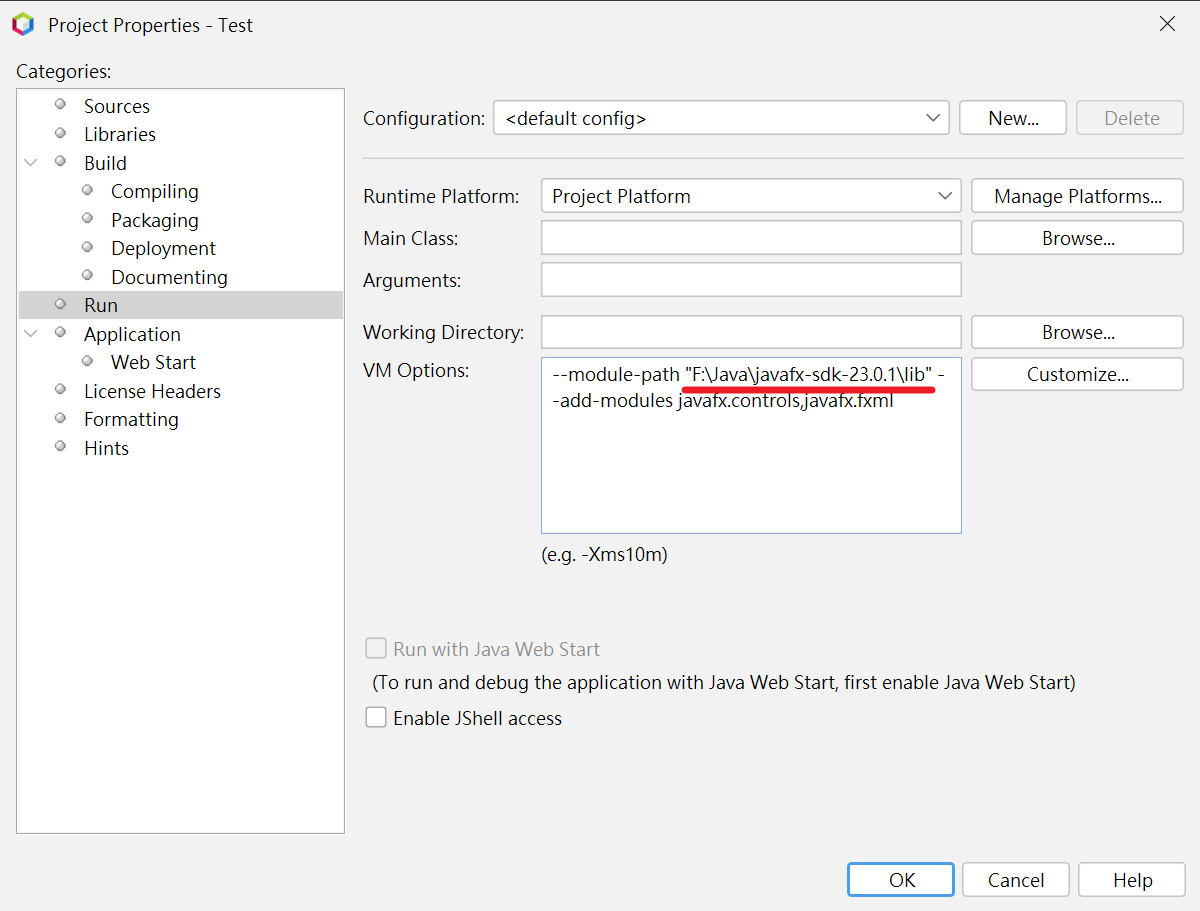 Project Properties - Test
Categories:
Sources
Libraries
Build
Compiling
Packaging
Deployment
Documenting
Run
Application
Web Start
License Headers
Formatting
Hints
Configuration: <default config> New... Delete
Runtime Platform: Project Platform Manage Platforms...
Main Class: Browse...
Arguments:
Working Directory: Browse...
VM Options: --module-path "F:\Java\javafx-sdk-23.0.1\lib" - Customize...
-add-modules javafx.controls,javafx.fxml
(e.g. -Xms10m)
Run with Java Web Start
(To run and debug the application with Java Web Start, first enable Java Web Start)
Enable JShell access
OK Cancel Help